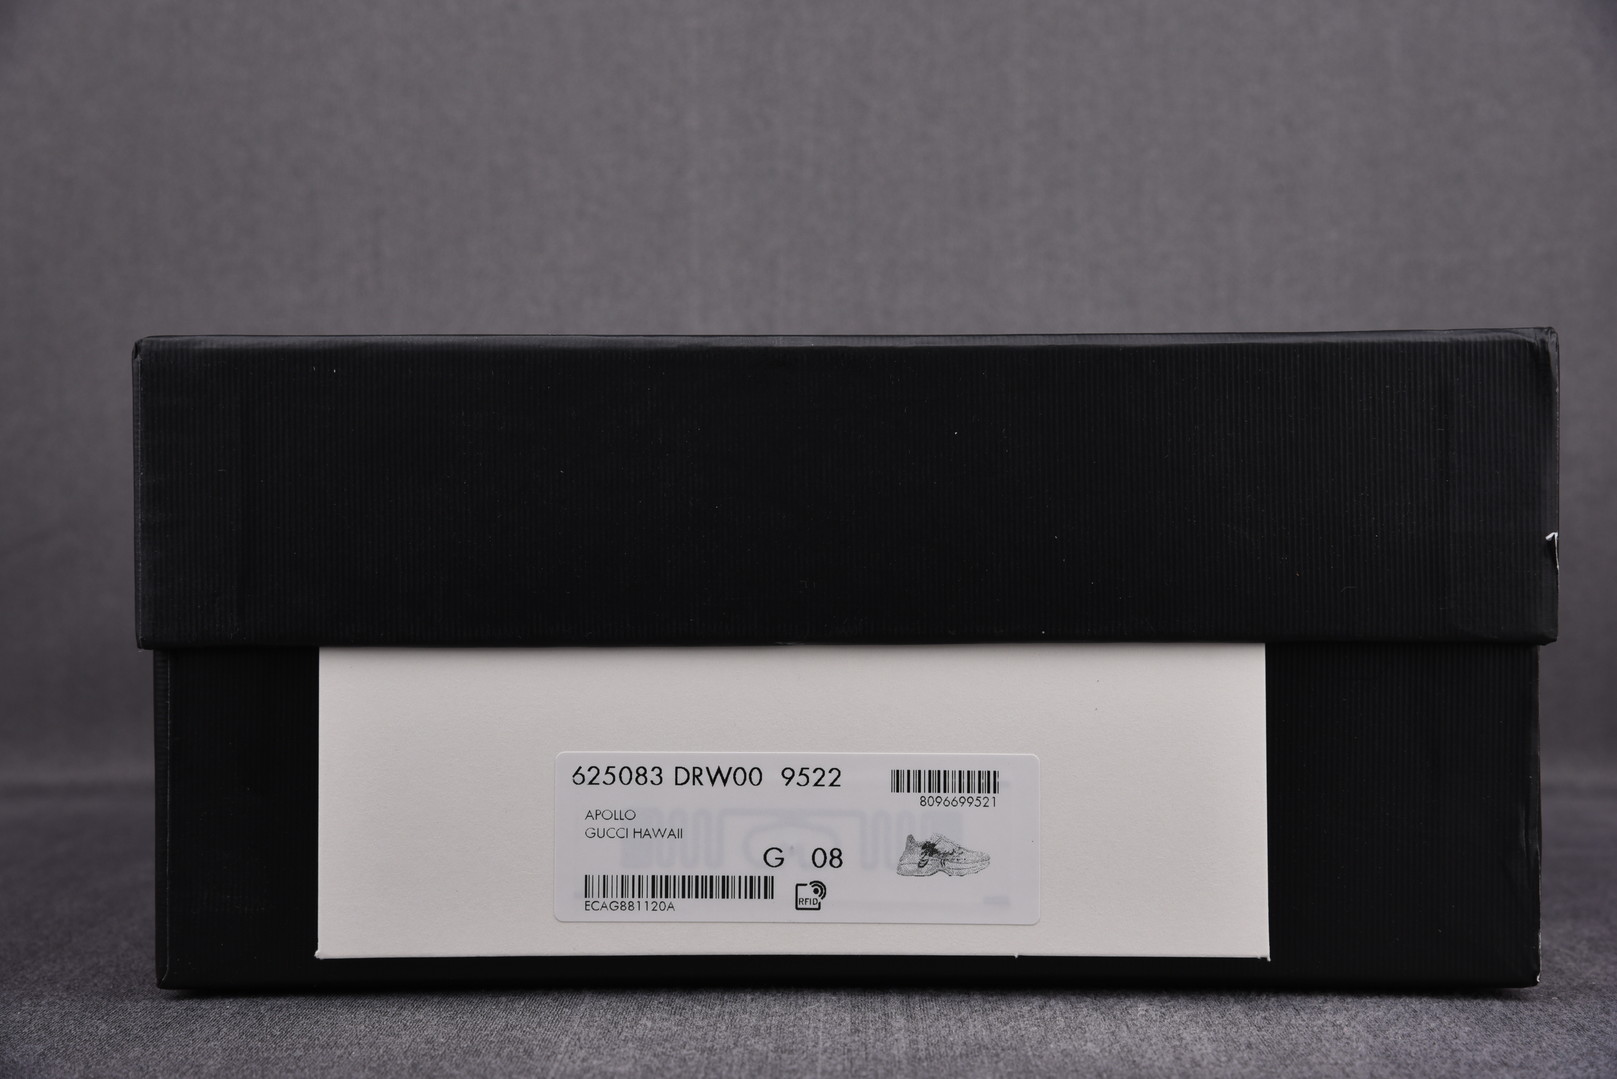 625083 DRW00 9522
8096699521
APOLLO
GUCCI HAWAII
G 08
ECAG881120A
RFID